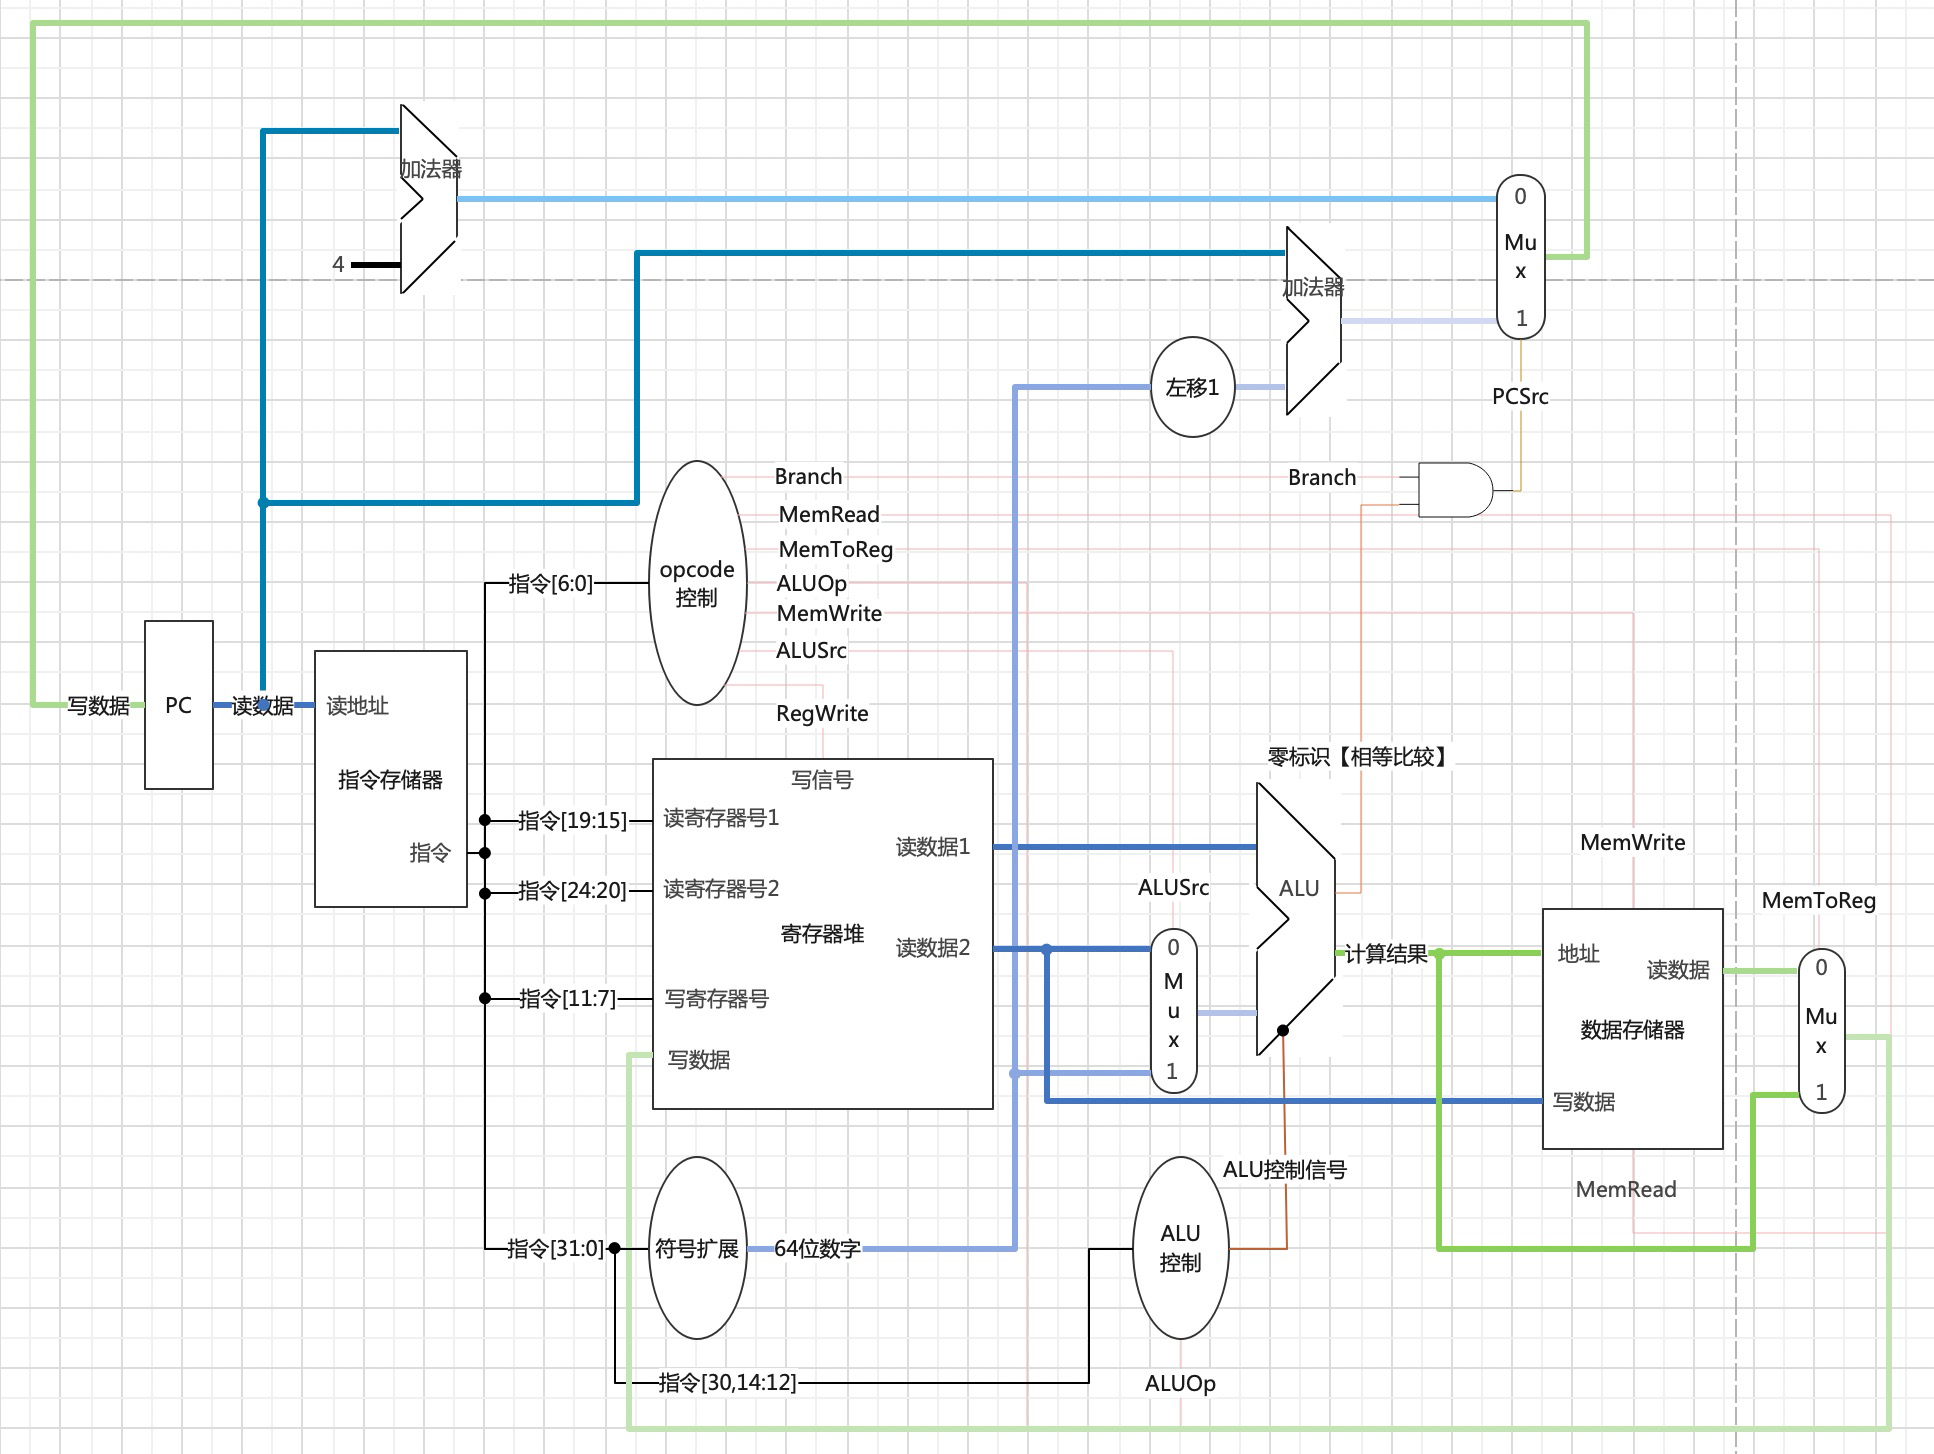 加法器
4
0
Mu
x
1
加法器
左移1
PCSrc
Branch
Branch
MemRead
MemToReg
opcode
控制
ALUOp
MemWrite
ALUSrc
RegWrite
指令[6:0]
写数据
PC
读数据
读地址
指令存储器
指令
指令[19:15]
指令[24:20]
指令[11:7]
指令[31:0]
写信号
读寄存器号1
读数据1
读寄存器号2
寄存器堆
读数据2
写寄存器号
写数据
零标识【相等比较】
ALU
ALUSrc
0
M
u
x
1
计算结果
MemWrite
地址
读数据
数据存储器
写数据
MemRead
MemToReg
0
Mu
x
1
ALU控制信号
符号扩展
64位数字
ALU
控制
指令[30,14:12]
ALUOp